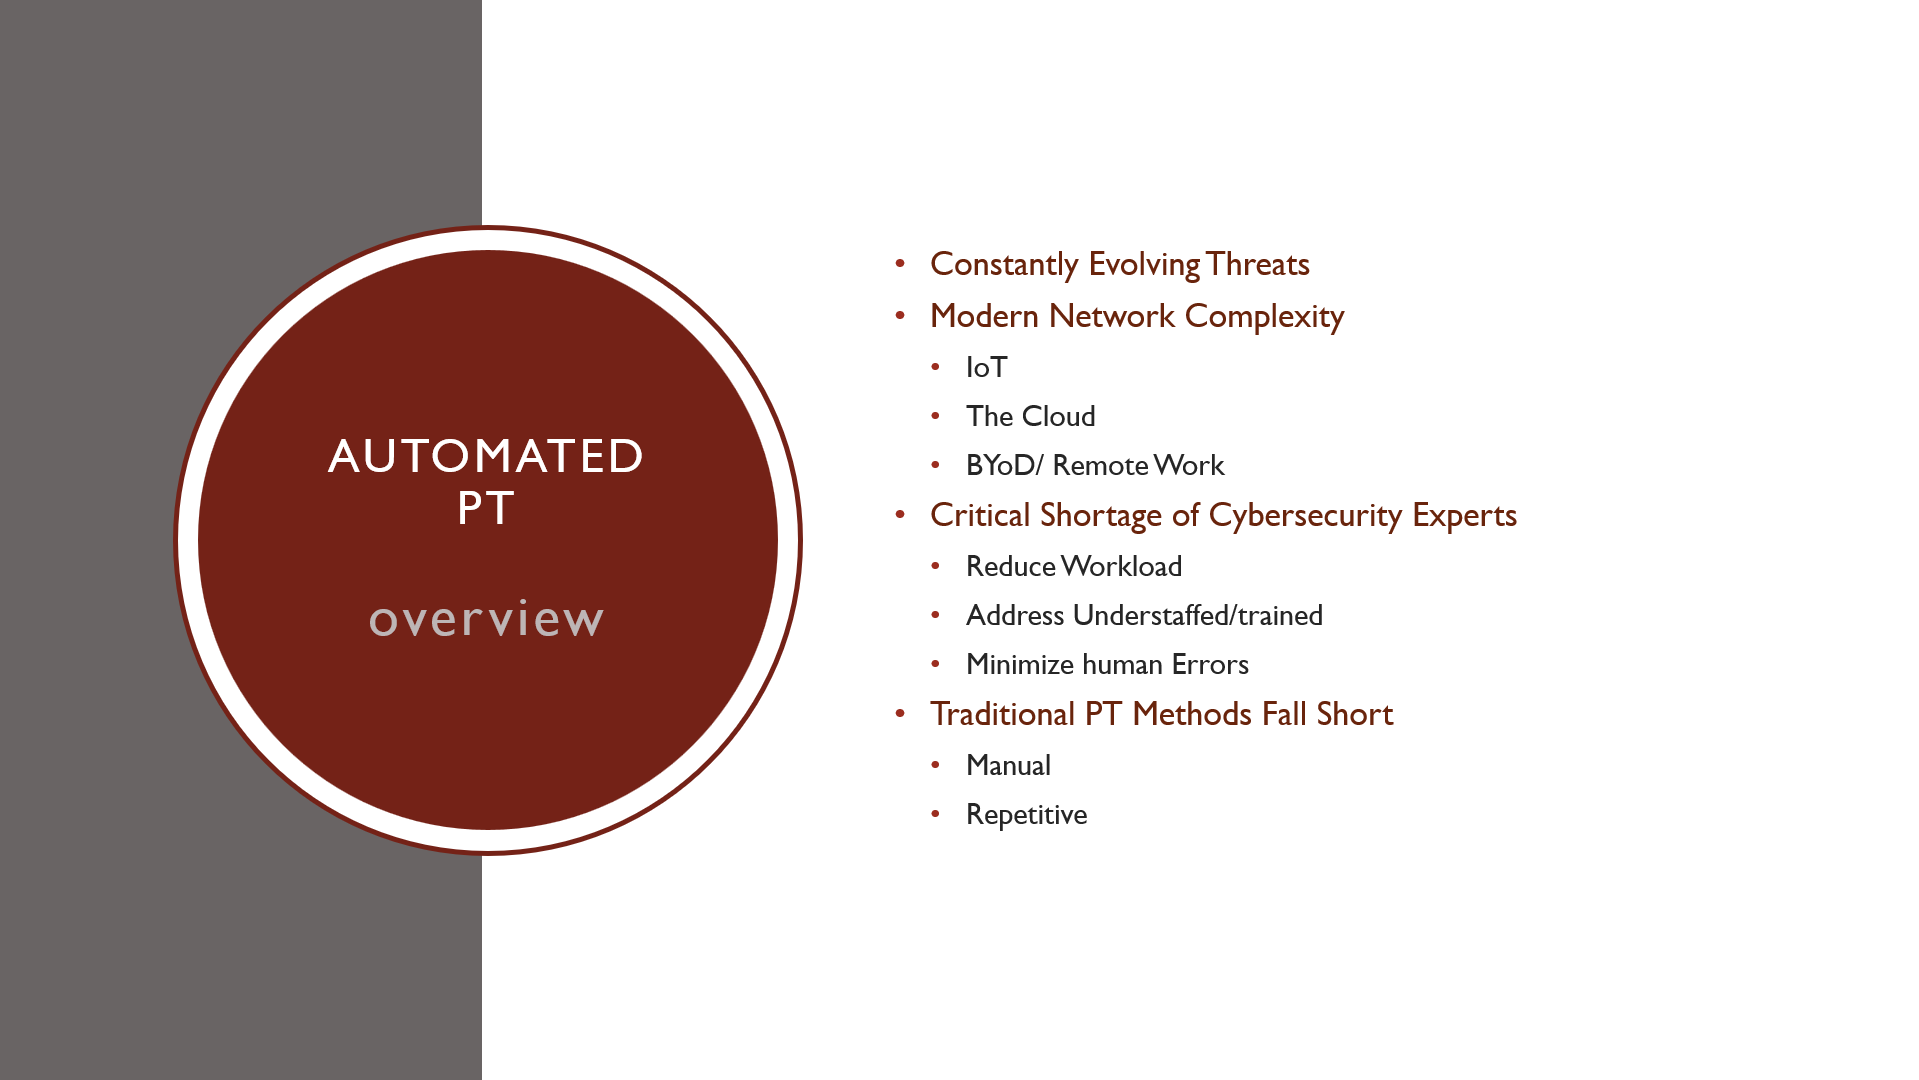 AUTOMATED
PT
overview
• Constantly Evolving Threats
• Modern Network Complexity
• IoT
• The Cloud
• BYoD/ Remote Work
• Critical Shortage of Cybersecurity Experts
• Reduce Workload
• Address Understaffed/trained
• Minimize human Errors
• Traditional PT Methods Fall Short
• Manual
• Repetitive